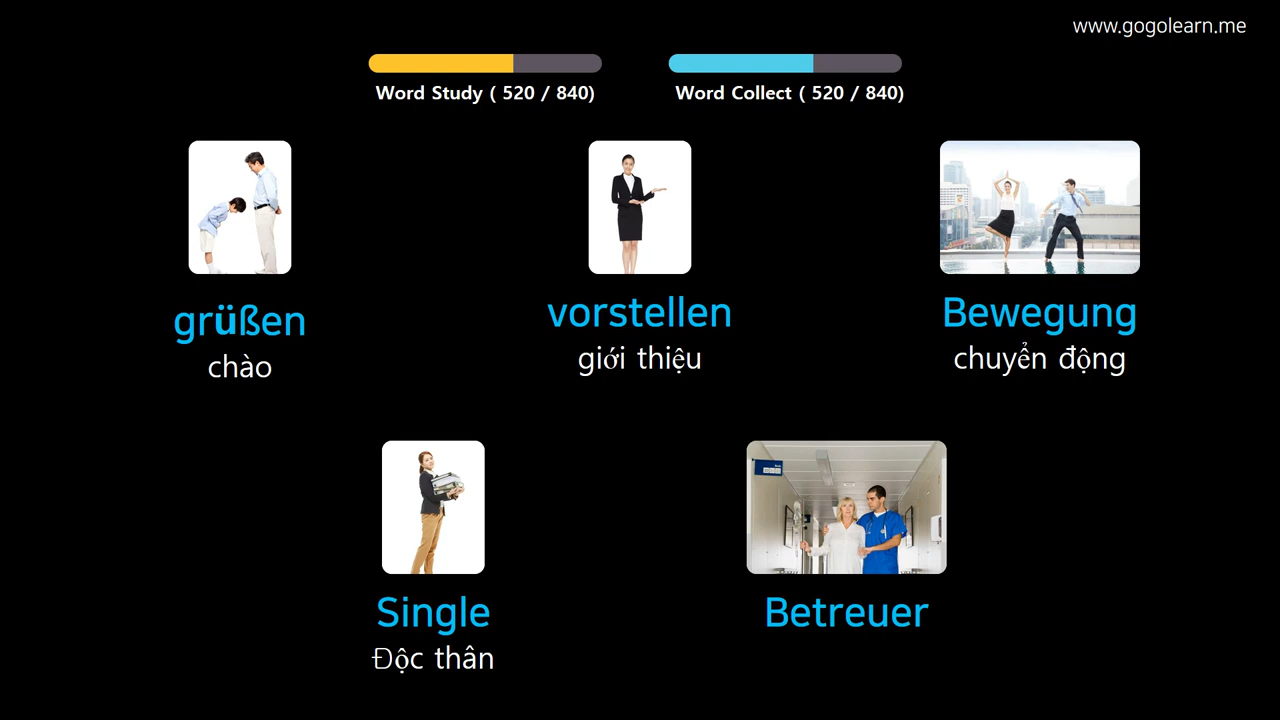 www.gogolearn.me
Word Study ( 520 / 840)
Word Collect ( 520 / 840)
grüßen
chào
vorstellen
giới thiệu
Bewegung
chuyển động
Single
Độc thân
Betreuer